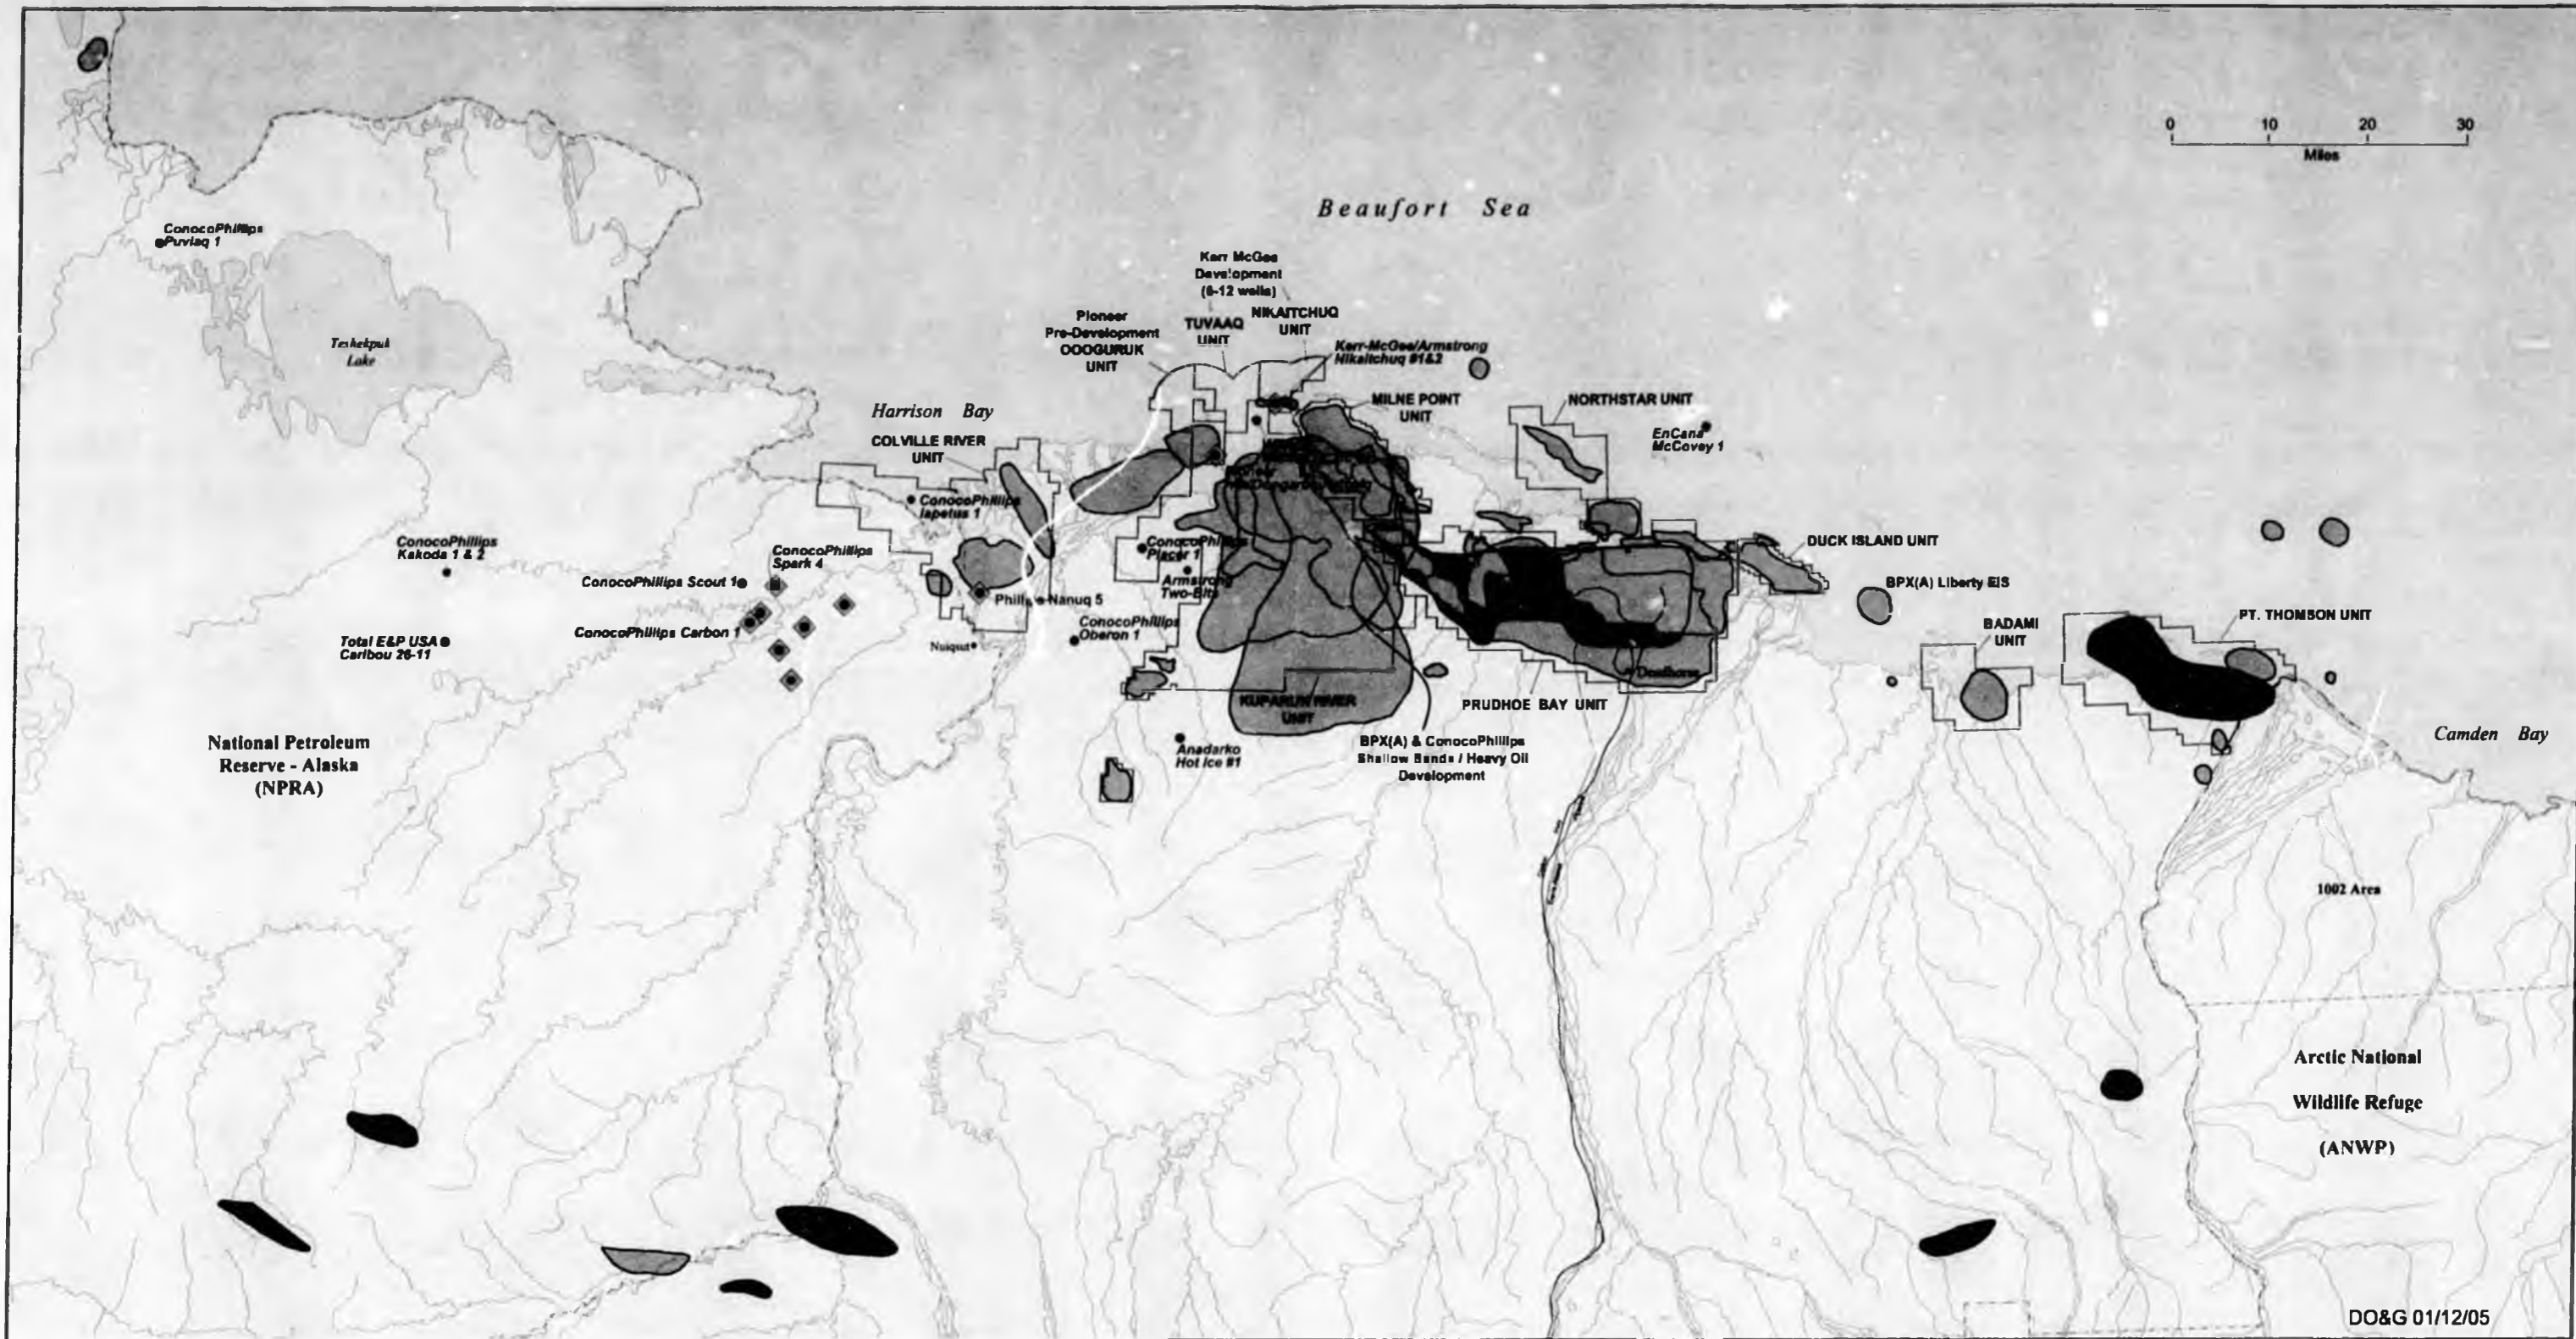 0 10 20 30
Miles
Beaufort Sea
ConocoPhillips
Puviaq 1
Teshekpuk
Lake
Kerr McGee
Development
(6-12 wells)
Pioneer
Pre-Development
OOOGURUK
UNIT
TUVAAQ
UNIT
NIKAITCHUQ
UNIT
Kerr-McGee/Armstrong
Nikaitchuq #1&2
MILNE POINT
UNIT
NORTHSTAR UNIT
EnCana
McCovey 1
Harrison Bay
COLVILLE RIVER
UNIT
ConocoPhillips
Iapetus 1
ConocoPhillips
Kakoda 1 & 2
ConocoPhillips
Spark 4
ConocoPhillips Scout 1
ConocoPhillips Carbon 1
Total E&P USA
Caribou 26-11
Nanuq 5
Nuiqsut
ConocoPhillips
Placer 1
Armstrong
Two-Bits
ConocoPhillips
Oberon 1
DUCK ISLAND UNIT
BPX(A) Liberty EIS
BADAMI
UNIT
PT. THOMSON UNIT
Deadhorse
KUPARUK RIVER
UNIT
PRUDHOE BAY UNIT
BPX(A) & ConocoPhillips
Shallow Sands / Heavy Oil
Development
Anadarko
Hot Ice #1
National Petroleum
Reserve - Alaska
(NPRA)
Camden Bay
1002 Area
Arctic National
Wildlife Refuge
(ANWP)
DO&G 01/12/05